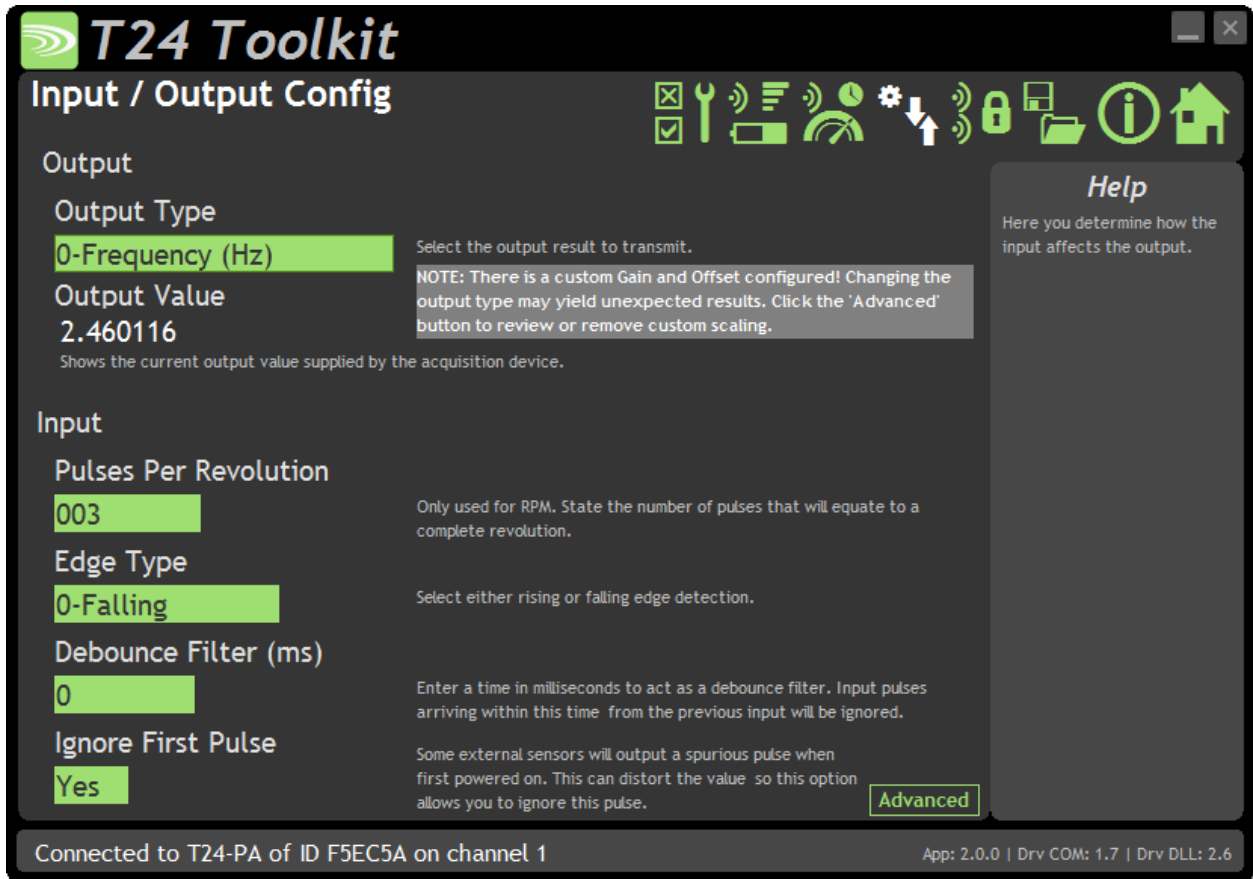 T24 Toolkit
Input / Output Config
Output
Output Type
0-Frequency (Hz)
Select the output result to transmit.
NOTE: There is a custom Gain and Offset configured! Changing the
output type may yield unexpected results. Click the 'Advanced'
button to review or remove custom scaling.
Output Value
2.460116
Shows the current output value supplied by the acquisition device.
Input
Pulses Per Revolution
003
Only used for RPM. State the number of pulses that will equate to a
complete revolution.
Edge Type
0-Falling
Select either rising or falling edge detection.
Debounce Filter (ms)
0
Enter a time in milliseconds to act as a debounce filter. Input pulses
arriving within this time from the previous input will be ignored.
Ignore First Pulse
Yes
Some external sensors will output a spurious pulse when
first powered on. This can distort the value so this option
allows you to ignore this pulse.
Advanced
Help
Here you determine how the
input affects the output.
Connected to T24-PA of ID F5EC5A on channel 1
App: 2.0.0 | Drv COM: 1.7 | Drv DLL: 2.6